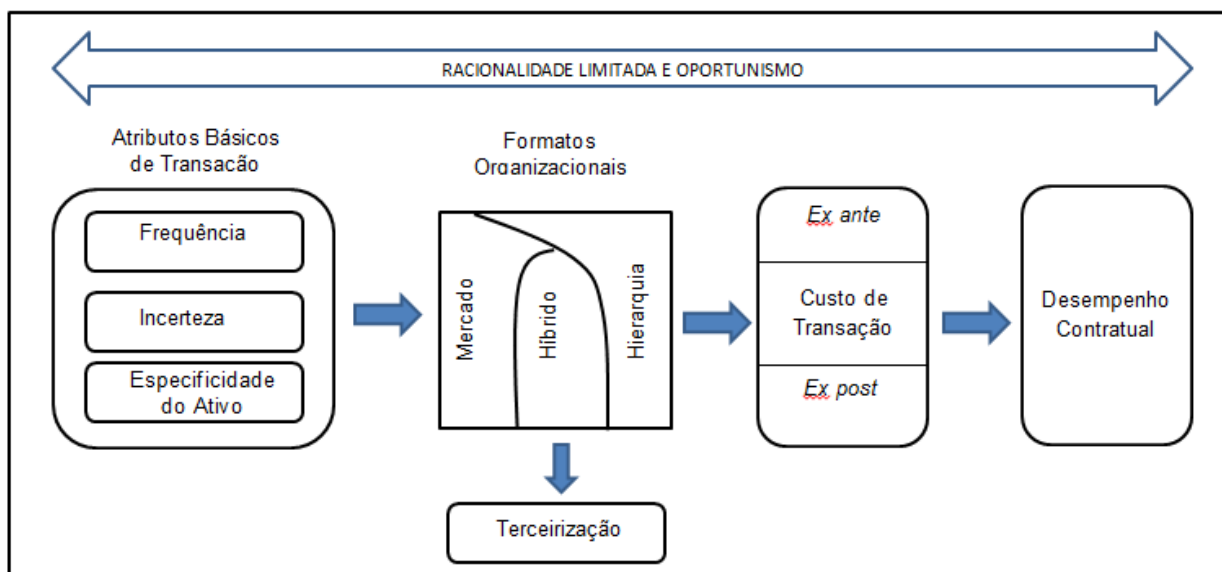 RACIONALIDADE LIMITADA E OPORTUNISMO
Atributos Básicos
de Transacão
Frequência
Incerteza
Especificidade
do Ativo
Formatos
Organizacionais
Mercado
Híbrido
Hierarquia
Terceirização
Ex ante
Custo de
Transação
Ex post
Desempenho
Contratual